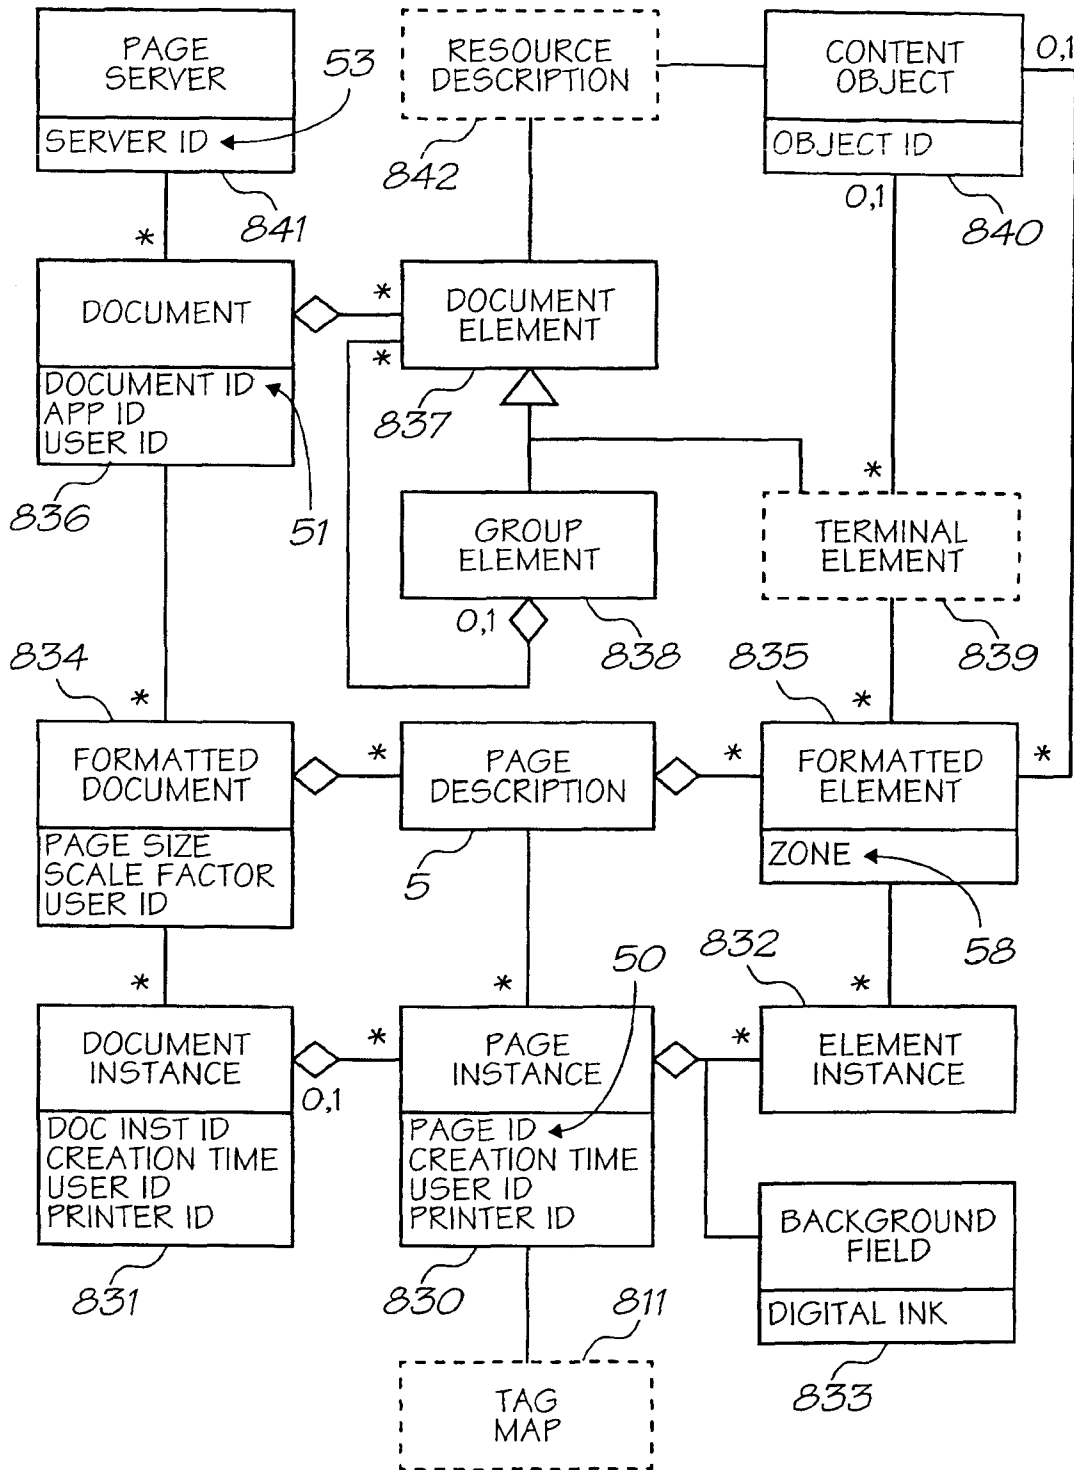 PAGE
SERVER
53
SERVER ID
841
*
RESOURCE
DESCRIPTION
842
CONTENT
OBJECT
0,1
OBJECT ID
0,1
840
DOCUMENT
DOCUMENT ID
APP ID
USER ID
836
51
*
*
DOCUMENT
ELEMENT
837
GROUP
ELEMENT
0,1
838
*
TERMINAL
ELEMENT
839
834
*
FORMATTED
DOCUMENT
PAGE SIZE
SCALE FACTOR
USER ID
*
PAGE
DESCRIPTION
5
*
835
*
FORMATTED
ELEMENT
*
ZONE
58
*
DOCUMENT
INSTANCE
0,1
DOC INST ID
CREATION TIME
USER ID
PRINTER ID
831
*
*
50
PAGE
INSTANCE
PAGE ID
CREATION TIME
USER ID
PRINTER ID
830
832
*
*
ELEMENT
INSTANCE
BACKGROUND
FIELD
DIGITAL INK
833
811
TAG
MAP